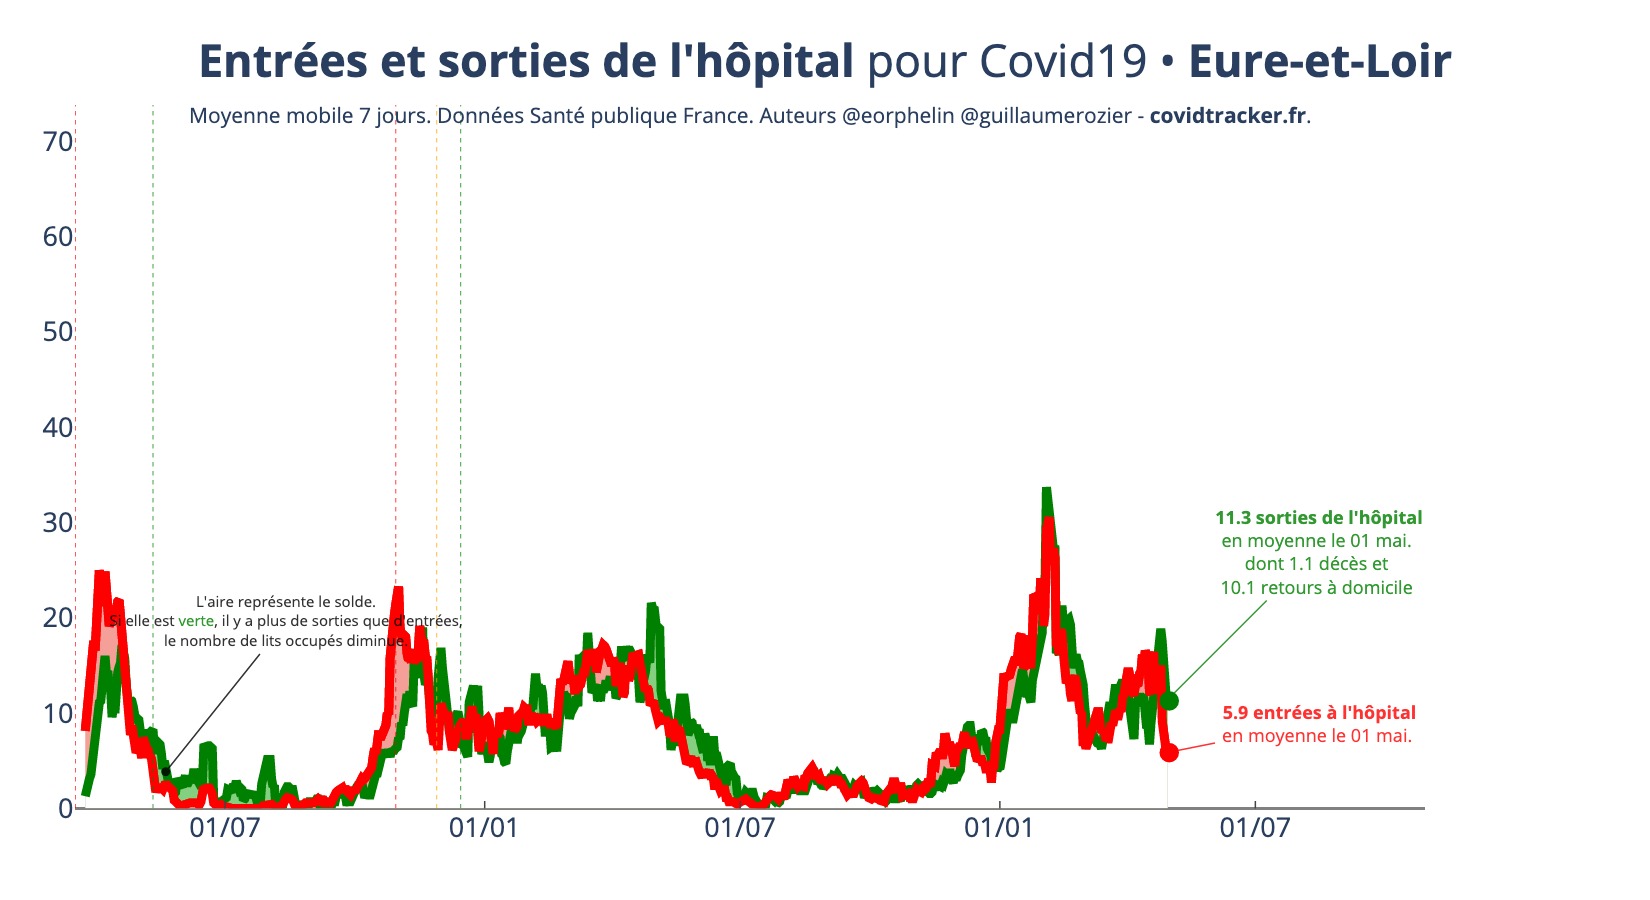 Entrées et sorties de l'hôpital pour Covid19 • Eure-et-Loir
Moyenne mobile 7 jours. Données Santé publique France. Auteurs @eorphelin @guillaumerozier - covidtracker.fr.
70
60
50
40
30
20
10
0
L'aire représente le solde.
Si elle est verte, il y a plus de sorties que d'entrées,
le nombre de lits occupés diminue.
11.3 sorties de l'hôpital
en moyenne le 01 mai.
dont 1.1 décès et
10.1 retours à domicile
5.9 entrées à l'hôpital
en moyenne le 01 mai.
01/07
01/01
01/07
01/01
01/07